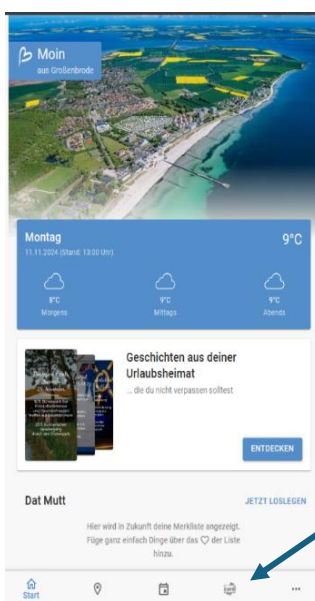 Moin
aus Großenbrode
Montag
9°C
11.11.2024 (Stand: 13:00 Uhr)
9°C
9°C
9°C
Morgens
Mittags
Abends
Geschichten aus deiner
Urlaubsheimat
... die du nicht verpassen solltest
ENTDECKEN
Dat Mutt
JETZT LOSLEGEN
Hier wird in Zukunft deine Merkliste angezeigt.
Füge ganz einfach Dinge über das ♡ der Liste
hinzu.
Start